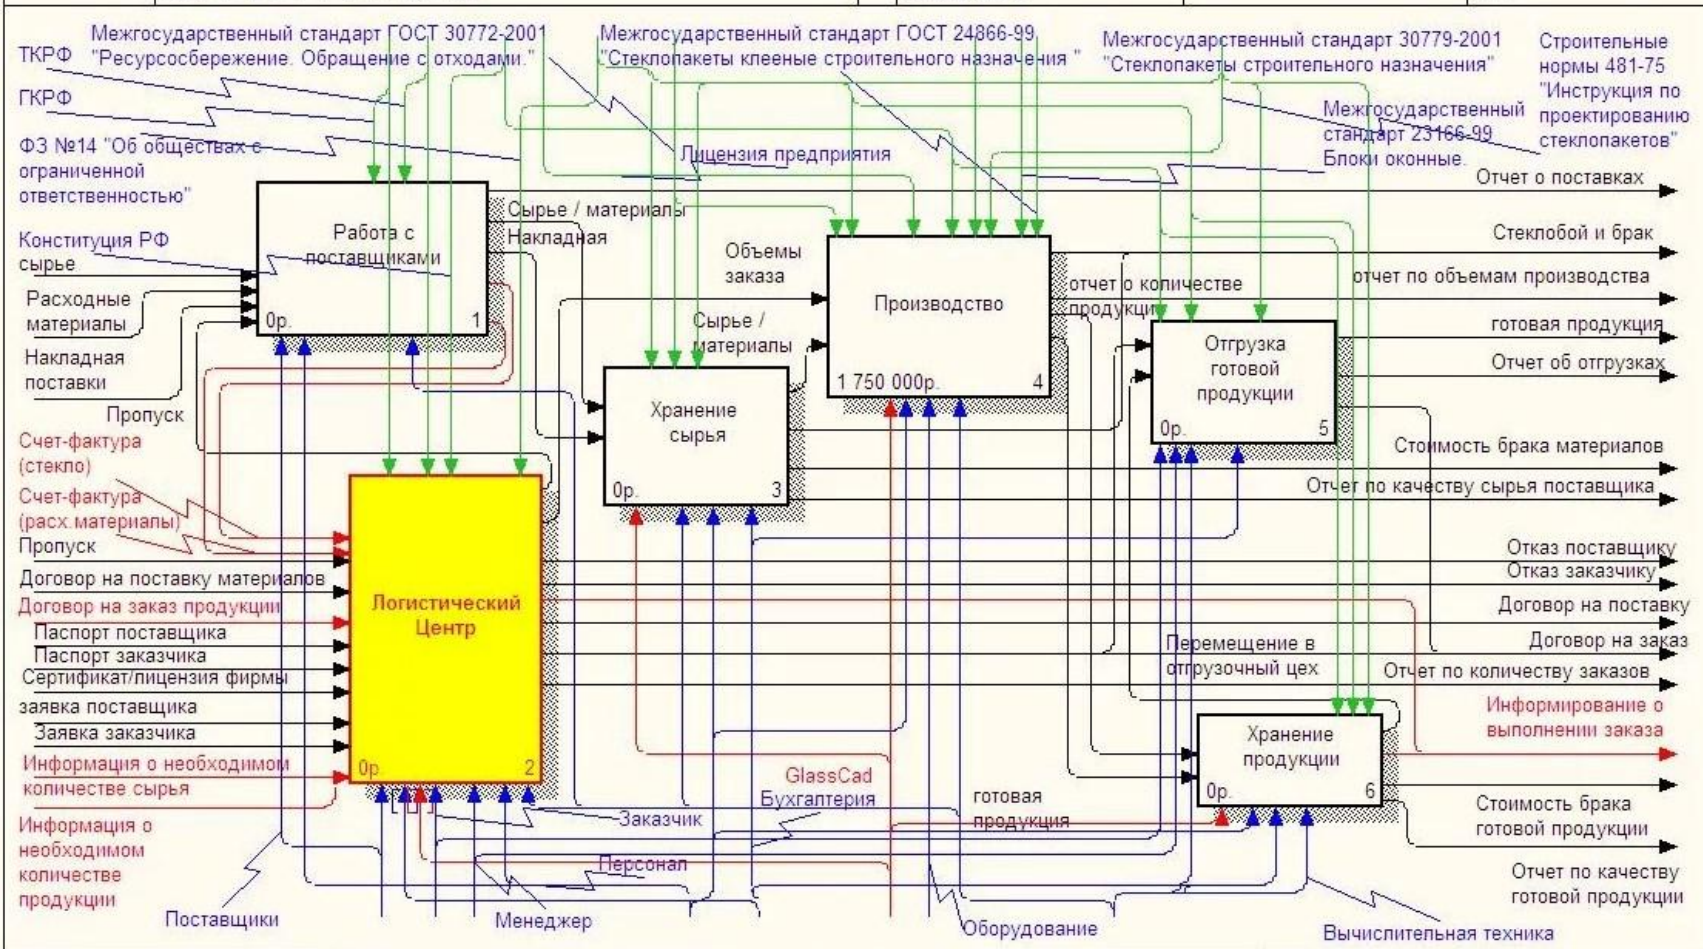 Межгосударственный стандарт ГОСТ 30772-2001
"Ресурсосбережение. Обращение с отходами."
Межгосударственный стандарт ГОСТ 24866-99
"Стеклопакеты клееные строительного назначения "
Межгосударственный стандарт 30779-2001
"Стеклопакеты строительного назначения"
Строительные
нормы 481-75
"Инструкция по
проектированию
стеклопакетов"
ТКРФ
ГКРФ
ФЗ №14 "Об обществах с
ограниченной
ответственностью"
Лицензия предприятия
Межгосударственный
стандарт 23166-99
Блоки оконные.
Конституция РФ
сырье
Расходные
материалы
Накладная
поставки
Пропуск
Работа с
поставщиками
0р.
1
Сырье / материалы
Накладная
Объемы
заказа
Сырье /
материалы
Производство
1 750 000р.
4
отчет о количестве
продукции
Отгрузка
готовой
продукции
0р.
5
Отчет о поставках
Стеклобой и брак
отчет по объемам производства
готовая продукция
Отчет об отгрузках
Хранение
сырья
0р.
3
Стоимость брака материалов
Отчет по качеству сырья поставщика
Счет-фактура
(стекло)
Счет-фактура
(расх.материалы)
Пропуск
Договор на поставку материалов
Договор на заказ продукции
Паспорт поставщика
Паспорт заказчика
Сертификат/лицензия фирмы
заявка поставщика
Заявка заказчика
Информация о необходимом
количестве сырья
Информация о
необходимом
количестве
продукции
Логистический
Центр
0р.
2
Отказ поставщику
Отказ заказчику
Договор на поставку
Договор на заказ
Перемещение в
отгрузочный цех
Отчет по количеству заказов
Информирование о
выполнении заказа
Хранение
продукции
0р.
6
Стоимость брака
готовой продукции
Отчет по качеству
готовой продукции
GlassCad
Бухгалтерия
готовая
продукция
Заказчик
Персонал
Поставщики
Менеджер
Оборудование
Вычислительная техника